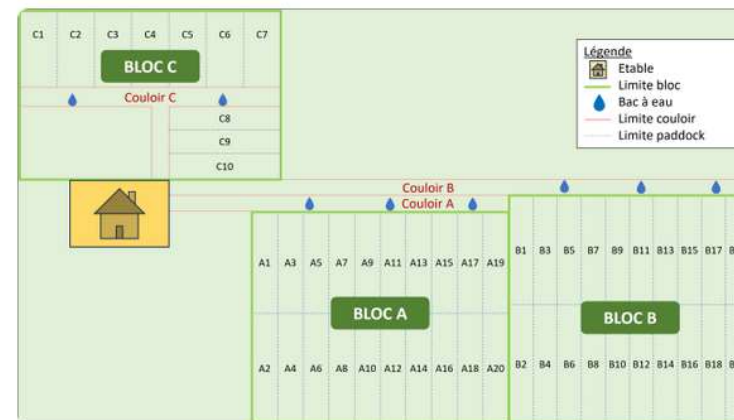 C1 C2 C3 C4 C5 C6 C7
BLOC C
Couloir C
C8
C9
C10
Légende
Etable
Limite bloc
Bac à eau
Limite couloir
Limite paddock
Couloir B
Couloir A
A1 A3 A5 A7 A9 A11 A13 A15 A17 A19
BLOC A
A2 A4 A6 A8 A10 A12 A14 A16 A18 A20
B1 B3 B5 B7 B9 B11 B13 B15 B17
BLOC B
B2 B4 B6 B8 B10 B12 B14 B16 B18